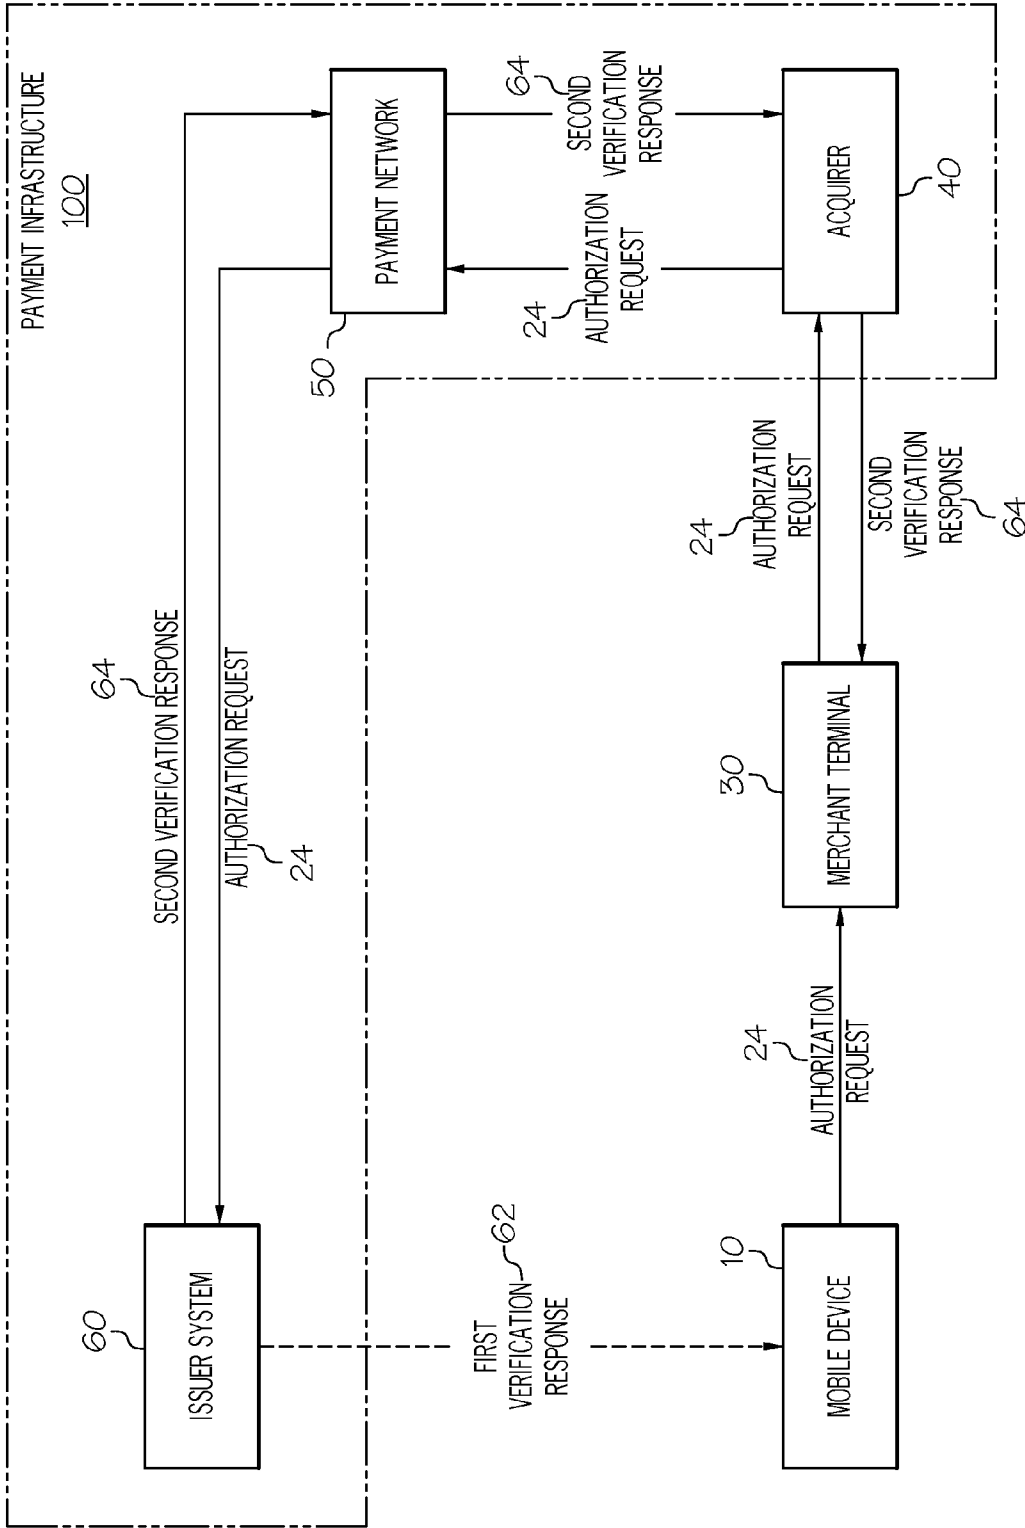 PAYMENT INFRASTRUCTURE
100
SECOND VERIFICATION RESPONSE
64
AUTHORIZATION REQUEST
24
60
ISSUER SYSTEM
50
PAYMENT NETWORK
FIRST
VERIFICATION
RESPONSE
62
24
AUTHORIZATION
REQUEST
64
SECOND
VERIFICATION
RESPONSE
10
MOBILE DEVICE
24
AUTHORIZATION
REQUEST
30
MERCHANT TERMINAL
24
AUTHORIZATION
REQUEST
SECOND
VERIFICATION
RESPONSE
64
ACQUIRER
40